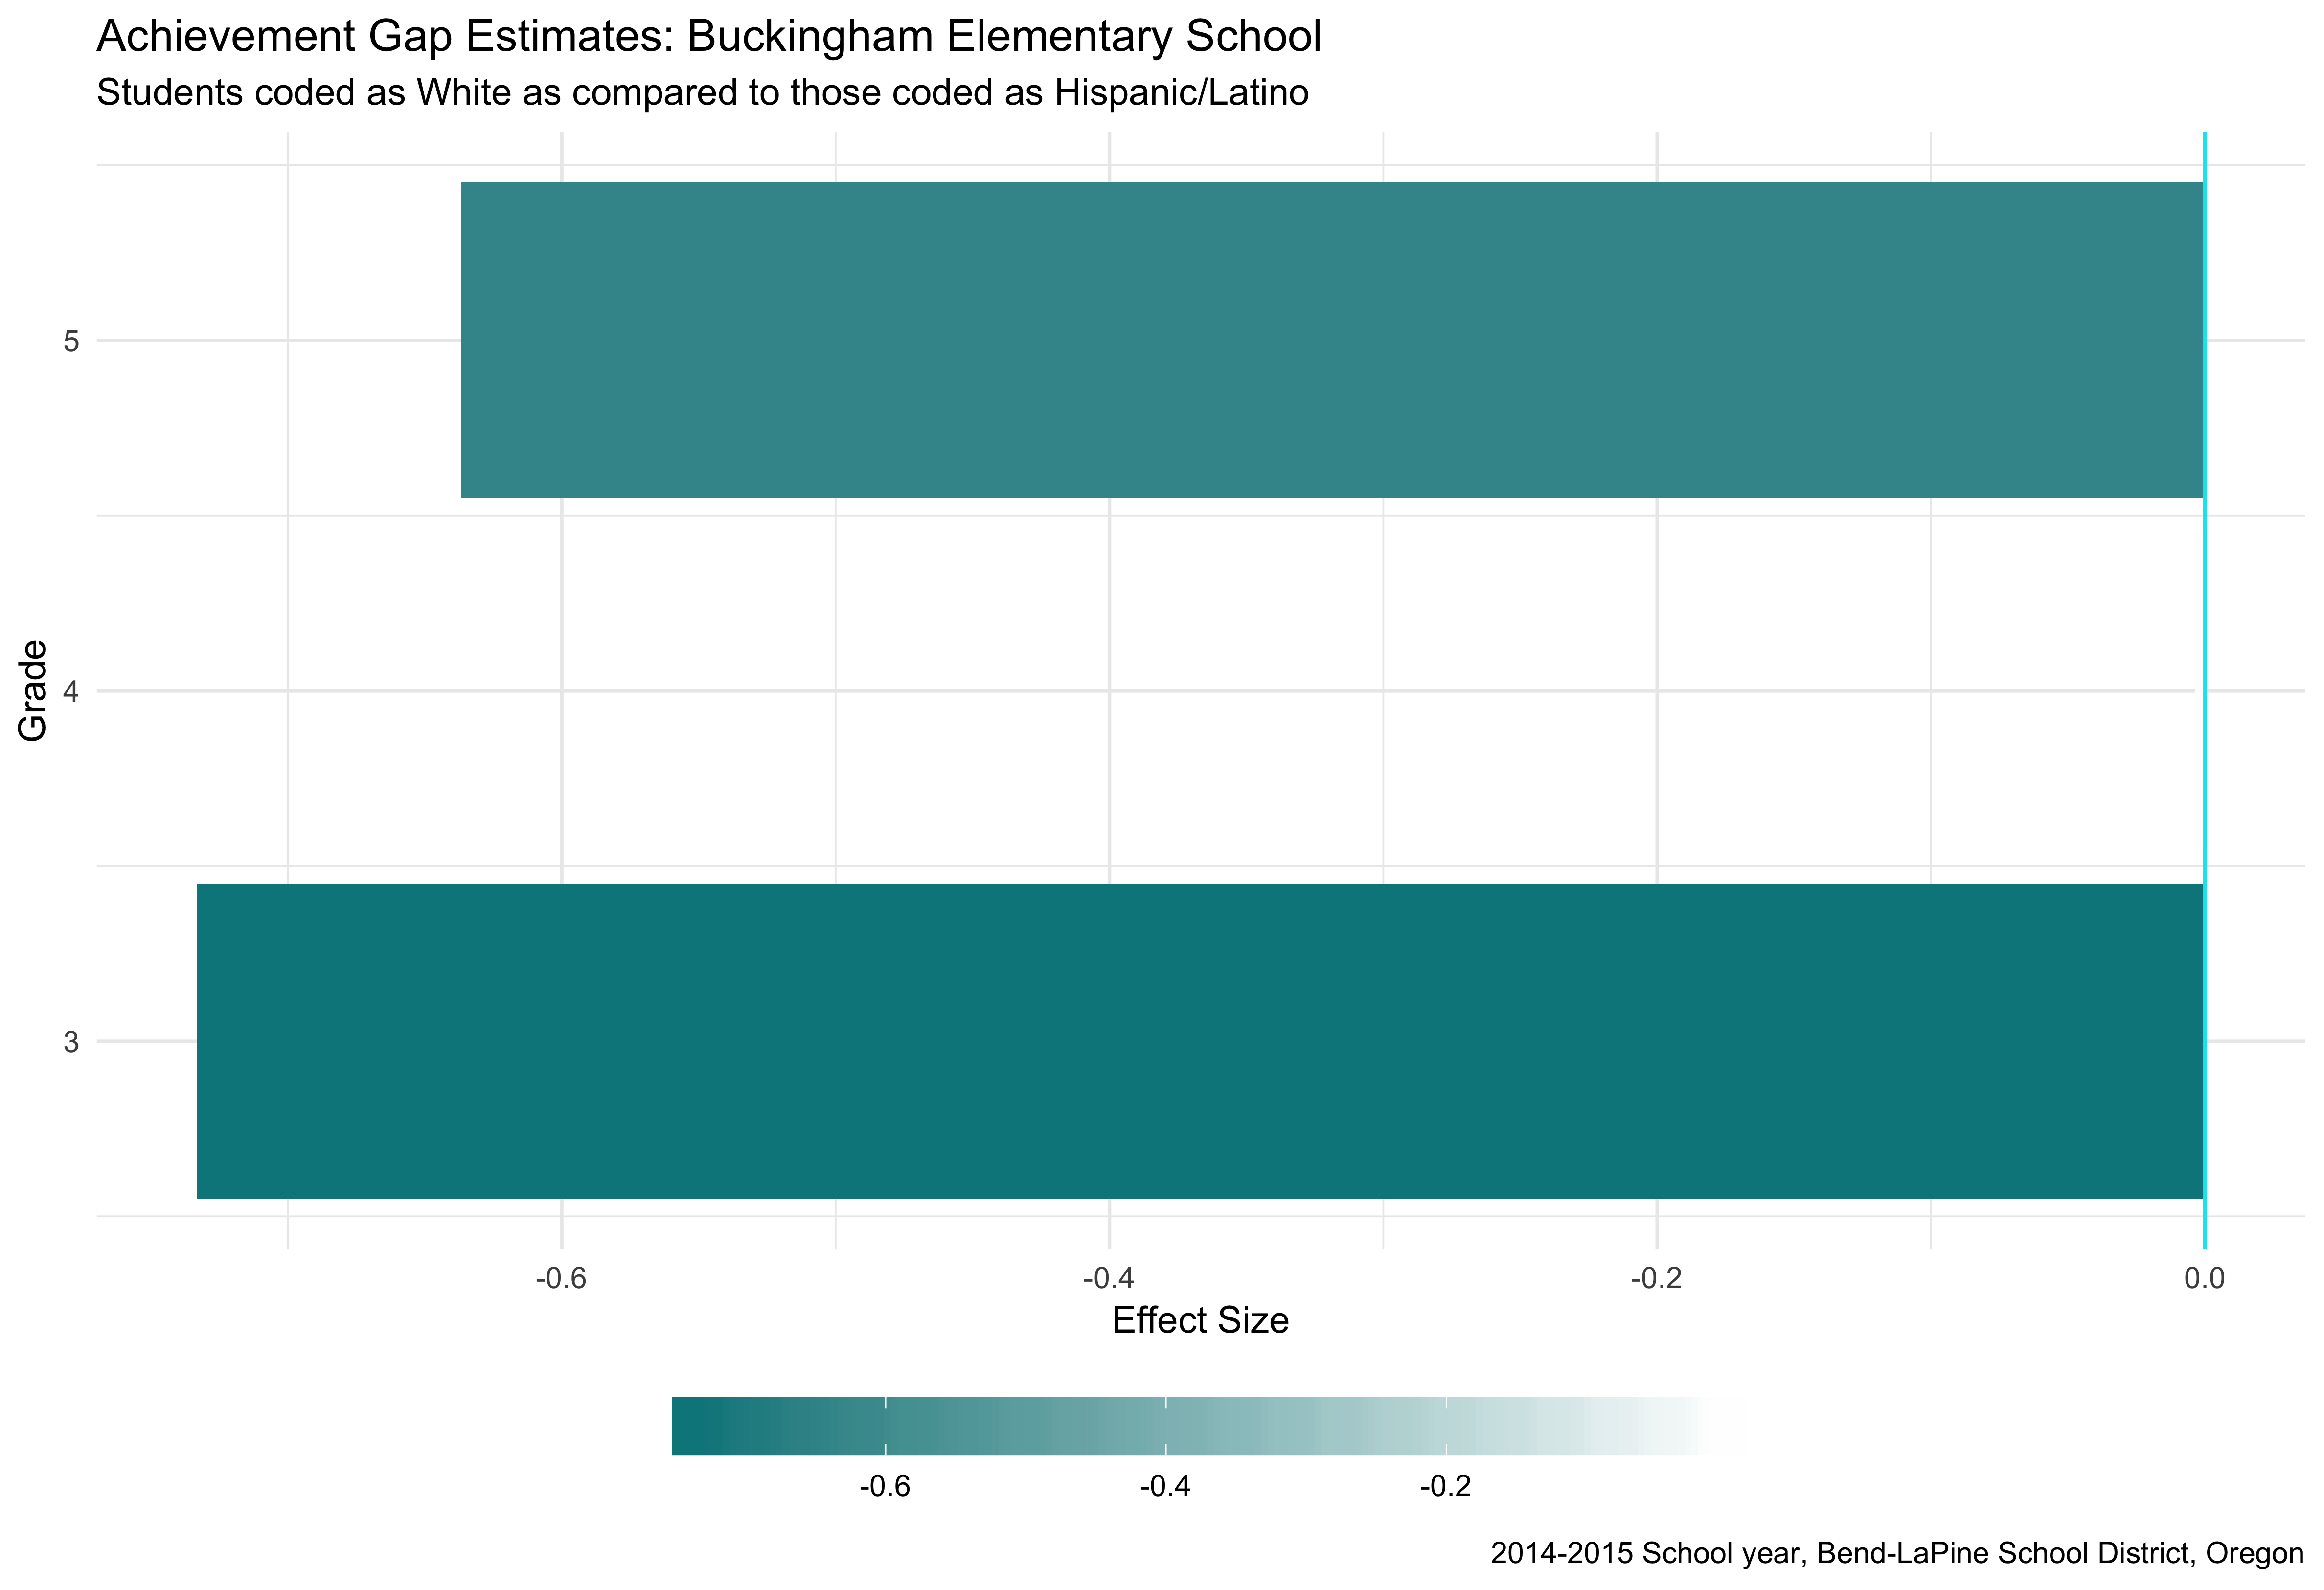 Achievement Gap Estimates: Buckingham Elementary School
Students coded as White as compared to those coded as Hispanic/Latino
5
Grade
4
3
-0.6 -0.4 -0.2 0.0
Effect Size
-0.6 -0.4 -0.2
2014-2015 School year, Bend-LaPine School District, Oregon